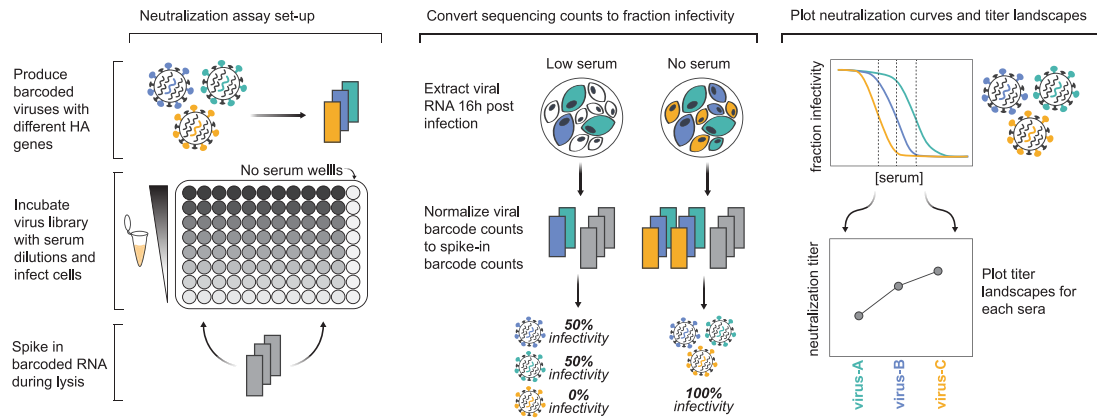 Neutralization assay set-up
Produce
barcoded viruses with
different HA
genes
No serum wellls
Incubate
virus library
with serum
dilutions and
infect cells
Spike in
barcoded RNA
during lysis
Convert sequencing counts to fraction infectivity
Low serum
No serum
Extract viral
RNA 16h post
infection
Normalize viral
barcode counts
to spike-in
barcode counts
50%
infectivity
50%
infectivity
0%
infectivity
100%
infectivity
Plot neutralization curves and titer landscapes
fraction infectivity
[serum]
neutralization titer
Plot titer
landscapes for
each sera
virus-A
virus-B
virus-C